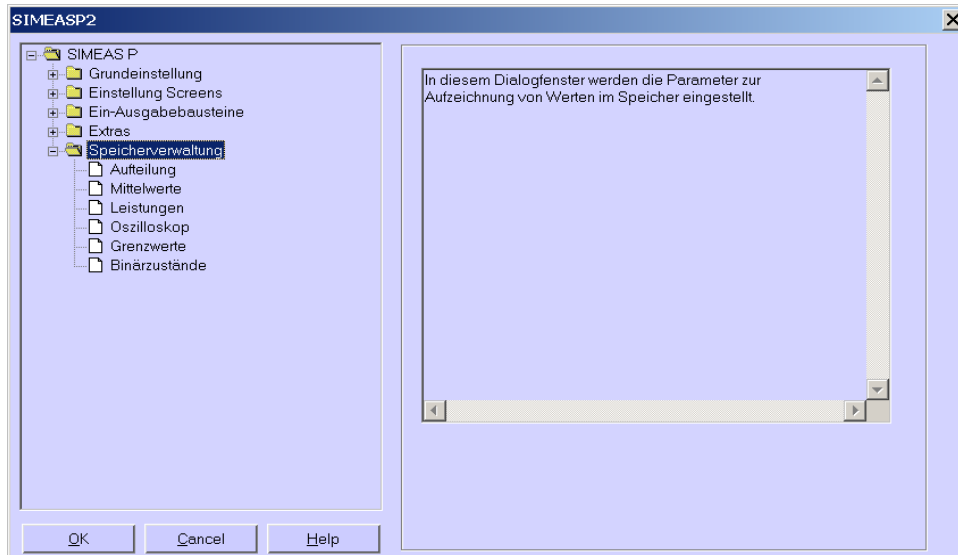 SIMEASP2
SIMEAS P
Grundeinstellung
Einstellung Screens
Ein-Ausgabebausteine
Extras
Speicherverwaltung
Aufteilung
Mittelwerte
Leistungen
Oszilloskop
Grenzwerte
Binärzustände
In diesem Dialogfenster werden die Parameter zur
Aufzeichnung von Werten im Speicher eingestellt.
OK
Cancel
Help